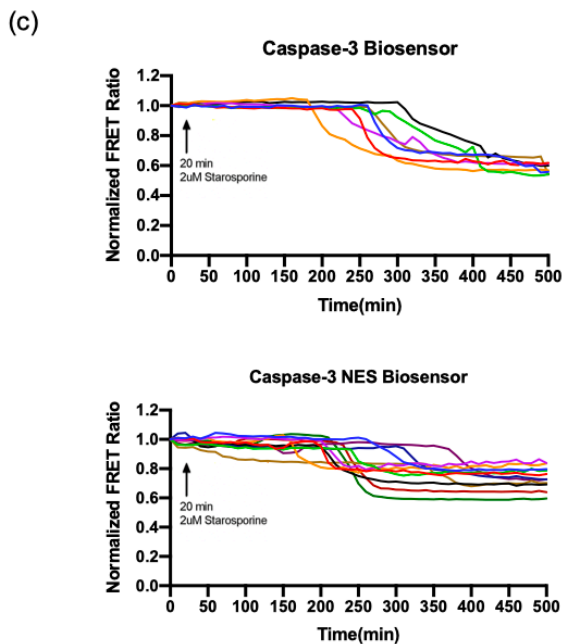 (c)
Caspase-3 Biosensor
Normalized FRET Ratio
1.2
1.0
0.8
0.6
0.4
0.2
0.0
20 min
2uM Starosporine
0 50 100 150 200 250 300 350 400 450 500
Time(min)
Caspase-3 NES Biosensor
Normalized FRET Ratio
1.2
1.0
0.8
0.6
0.4
0.2
0.0
20 min
2uM Starosporine
0 50 100 150 200 250 300 350 400 450 500
Time(min)